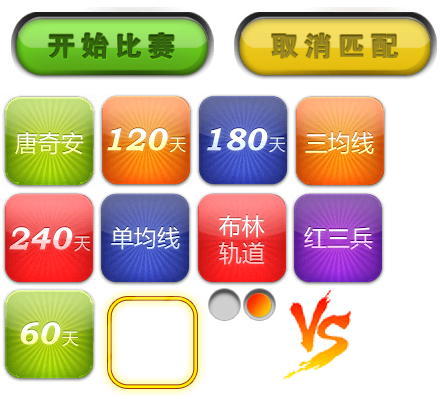 开始比赛
取消匹配
唐奇安
120天
180天
三均线
240天
单均线
布林
轨道
红三兵
60天
VS